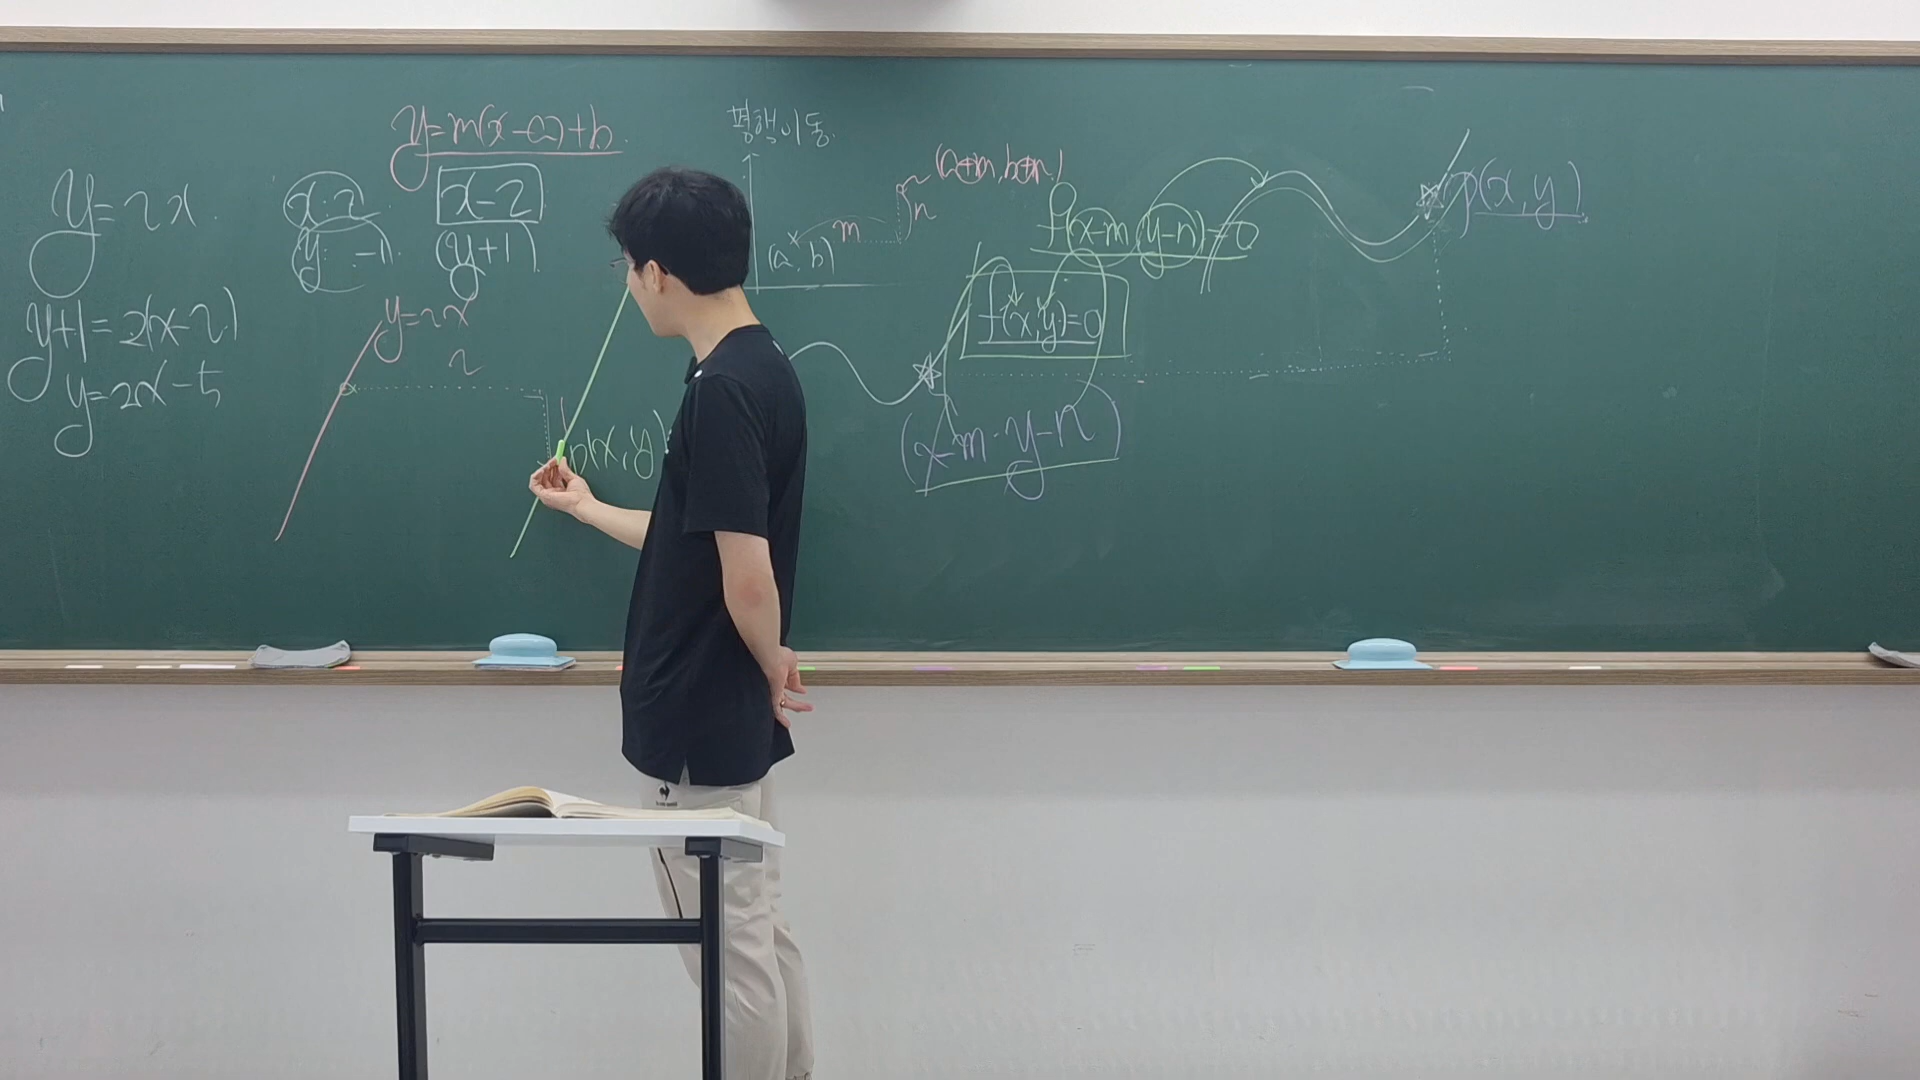 y=m(x-a)+b
y=2x
x:2
x-2
y:-1
(y+1)
y+1=2(x-2)
y=2x-5
y=2x
2
p(x,y)
평행이동
(a+m, b+n)
n
m
(a, b)
f(x-m, y-n)=0
f(x,y)=0
(x-m, y-n)
p(x,y)